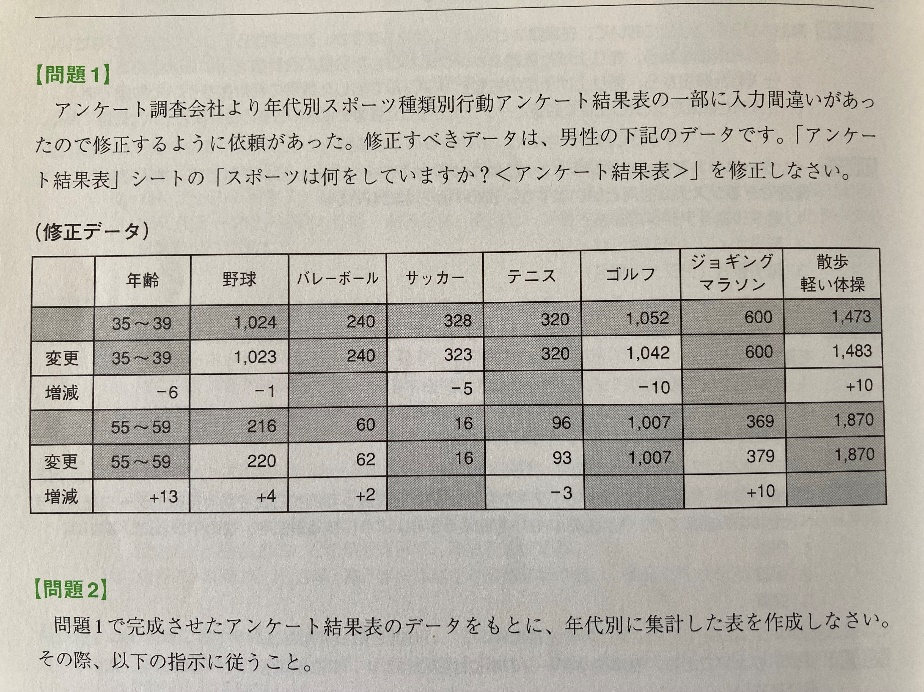 【問題1】
アンケート調査会社より年代別スポーツ種類別行動アンケート結果表の一部に入力間違いがあっ
たので修正するように依頼があった。修正すべきデータは、男性の下記のデータです。「アンケー
ト結果表」シートの「スポーツは何をしていますか？＜アンケート結果表＞」を修正しなさい。
（修正データ）
年齢 野球 バレーボール サッカー テニス ゴルフ ジョギング マラソン 散歩 軽い体操
35～39 1,024 240 328 320 1,052 600 1,473
変更 35～39 1,023 240 323 320 1,042 600 1,483
増減 －6 －1 －5 －10 +10
55～59 216 60 16 96 1,007 369 1,870
変更 55～59 220 62 16 93 1,007 379 1,870
増減 +13 +4 +2 －3 +10
【問題2】
問題1で完成させたアンケート結果表のデータをもとに、年代別に集計した表を作成しなさい。
その際、以下の指示に従うこと。